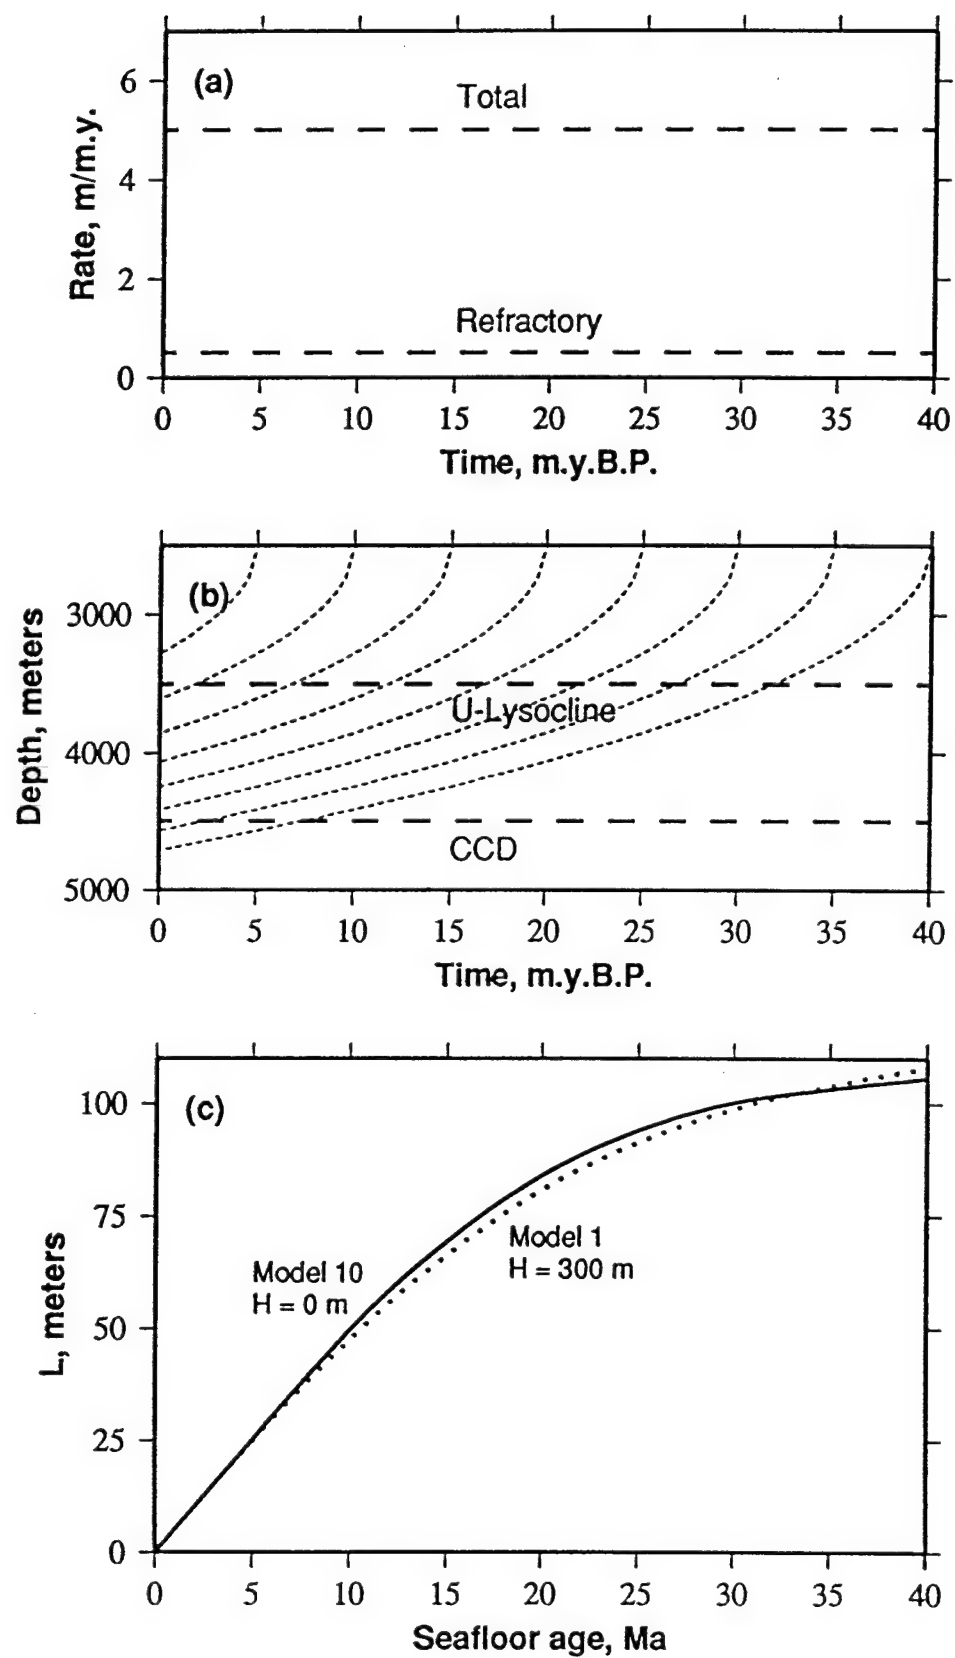 (a)
Total
Refractory
6
4
2
0
Rate, m/m.y.
0 5 10 15 20 25 30 35 40
Time, m.y.B.P.
(b)
U-Lysocline
CCD
3000
4000
5000
Depth, meters
0 5 10 15 20 25 30 35 40
Time, m.y.B.P.
(c)
Model 1
H = 300 m
Model 10
H = 0 m
100
75
50
25
0
L, meters
0 5 10 15 20 25 30 35 40
Seafloor age, Ma